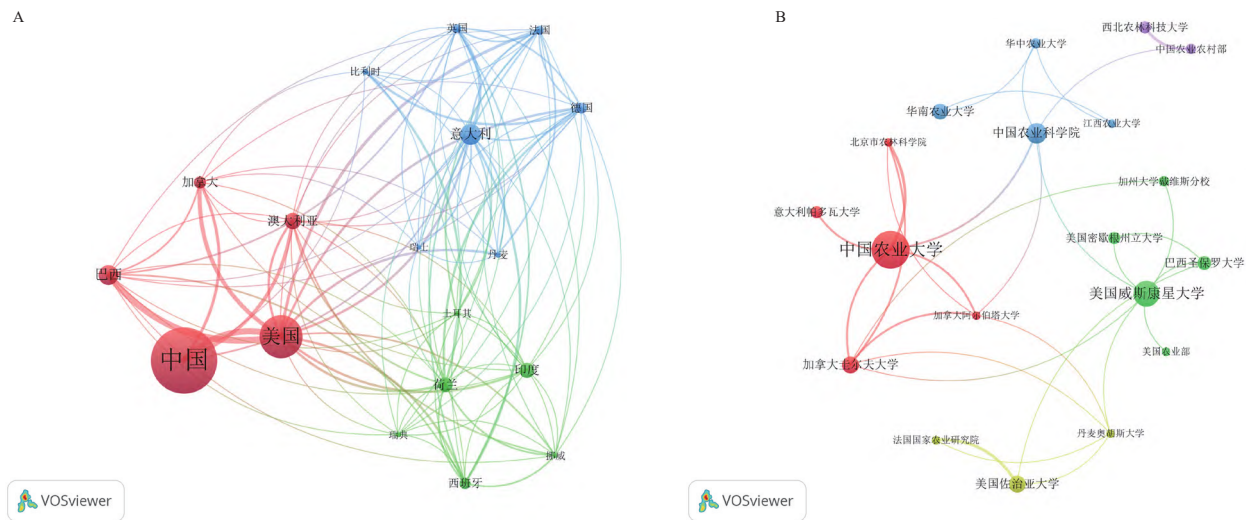 A
英国
法国
比利时
德国
意大利
加拿大
澳大利亚
瑞士
丹麦
巴西
土耳其
美国
中国
印度
荷兰
瑞典
挪威
西班牙
VOSviewer
B
西北农林科技大学
华中农业大学
中国农业农村部
华南农业大学
江西农业大学
中国农业科学院
北京市农林科学院
加州大学戴维斯分校
意大利帕多瓦大学
美国密歇根州立大学
中国农业大学
巴西圣保罗大学
美国威斯康星大学
加拿大阿尔伯塔大学
美国农业部
加拿大圭尔夫大学
丹麦奥胡斯大学
法国国家农业研究院
美国佐治亚大学
VOSviewer